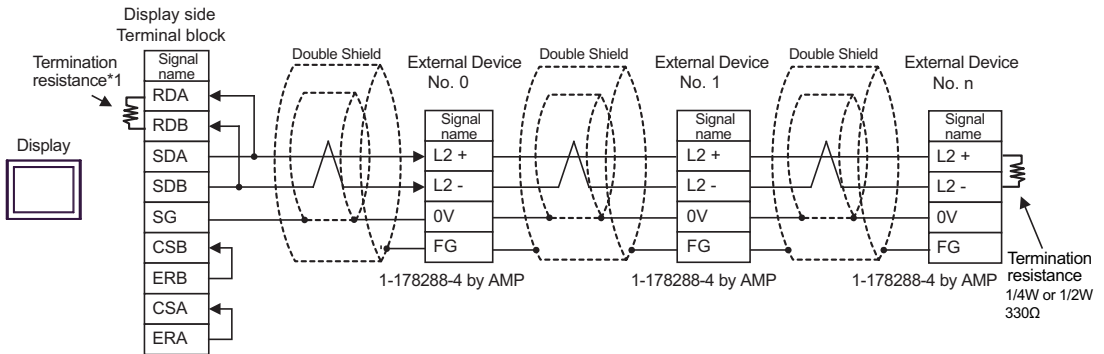 Display side
Terminal block
Termination
resistance*1
Display
Signal
name
RDA
RDB
SDA
SDB
SG
CSB
ERB
CSA
ERA
Double Shield
External Device
No. 0
Signal
name
L2 +
L2 -
0V
FG
1-178288-4 by AMP
Double Shield
External Device
No. 1
Signal
name
L2 +
L2 -
0V
FG
1-178288-4 by AMP
Double Shield
External Device
No. n
Signal
name
L2 +
L2 -
0V
FG
1-178288-4 by AMP
Termination
resistance
1/4W or 1/2W
330Ω